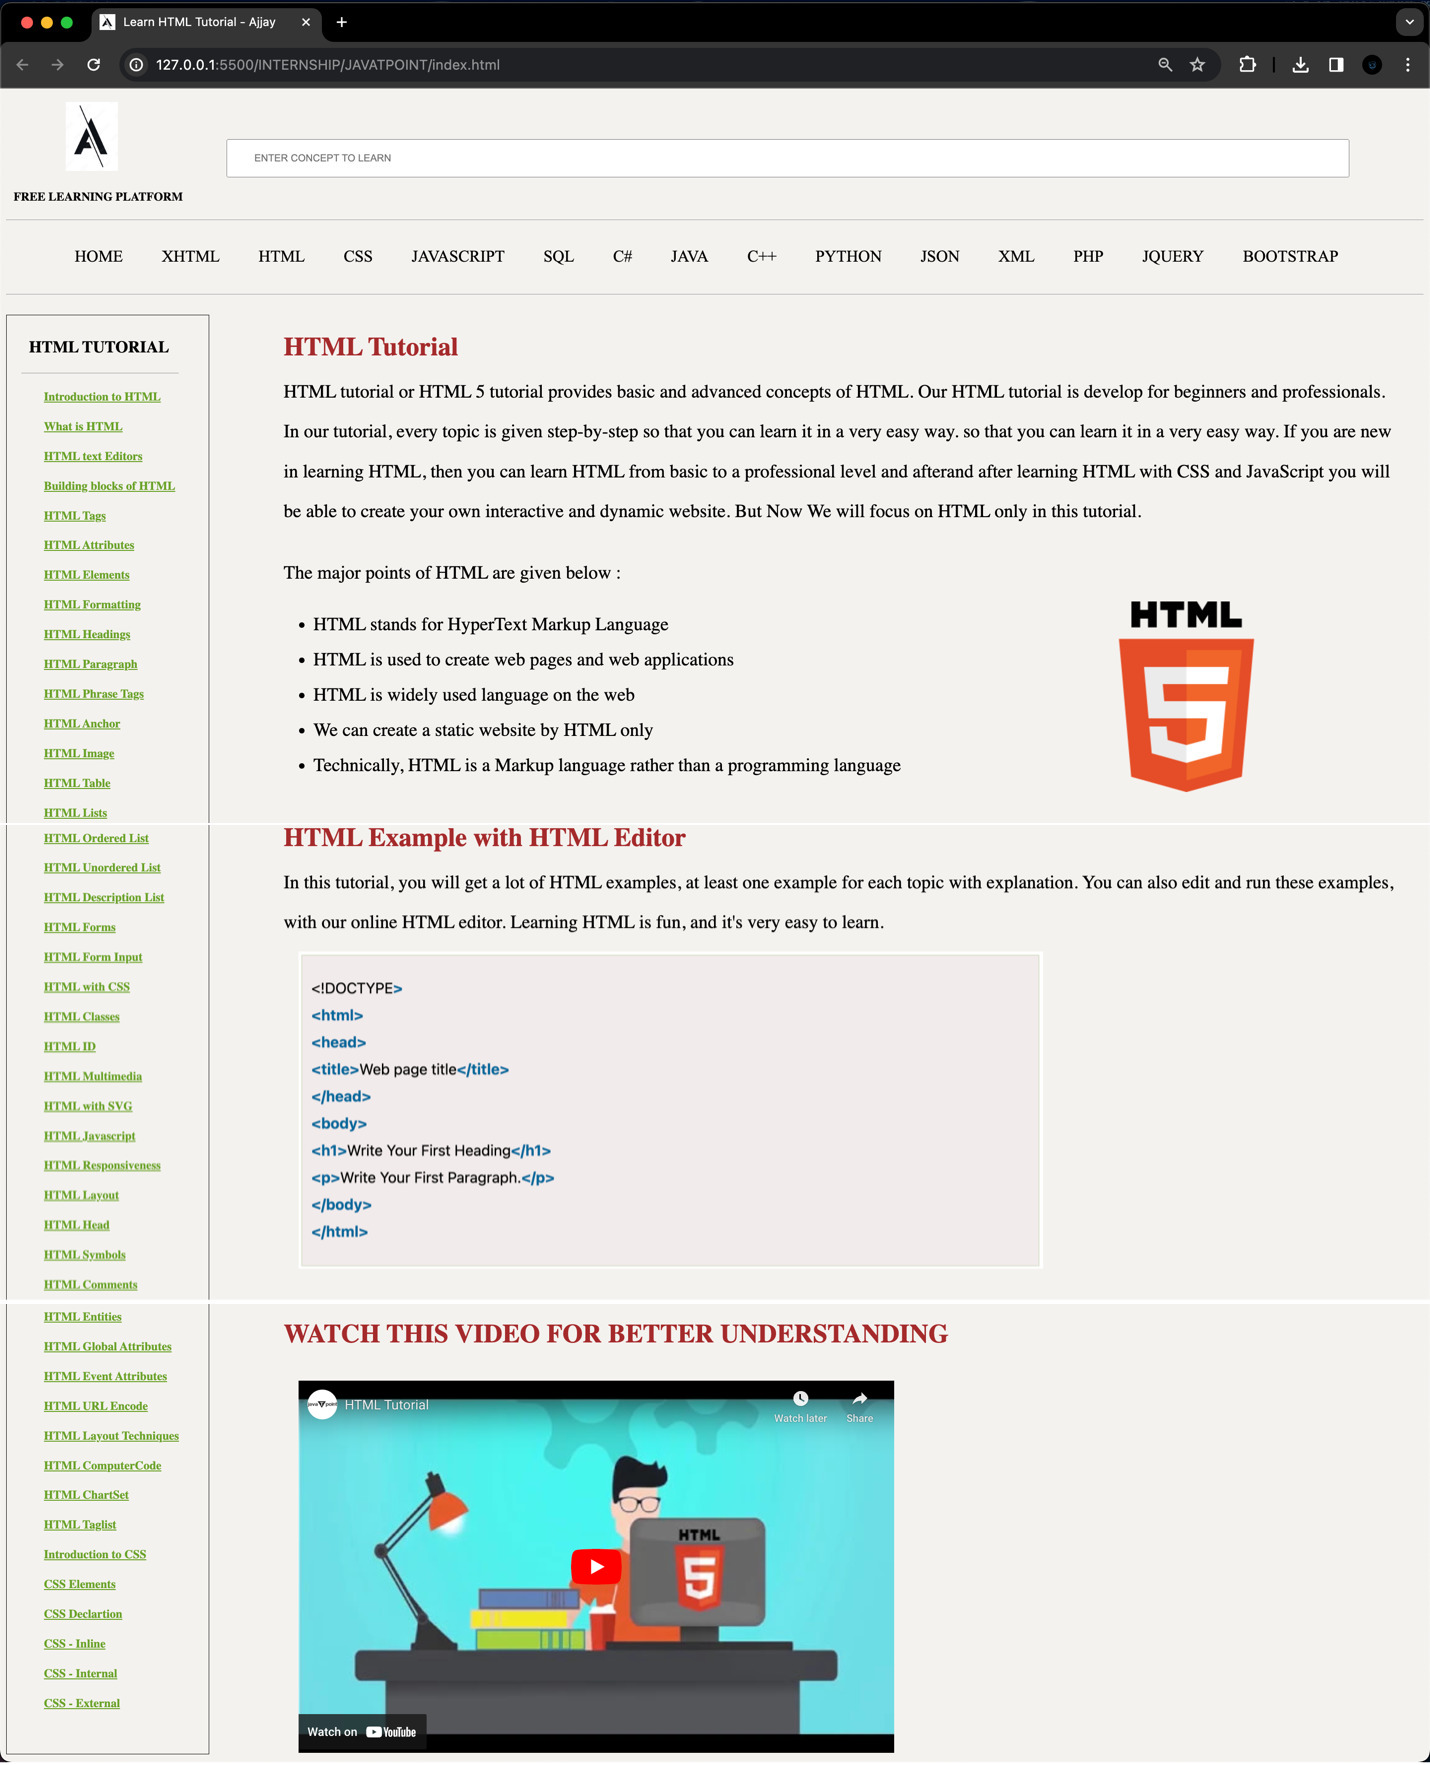 Learn HTML Tutorial - Ajjay
127.0.0.1:5500/INTERNSHIP/JAVATPOINT/index.html
A
FREE LEARNING PLATFORM
ENTER CONCEPT TO LEARN
HOME XHTML HTML CSS JAVASCRIPT SQL C# JAVA C++ PYTHON JSON XML PHP JQUERY BOOTSTRAP
HTML TUTORIAL
Introduction to HTML
What is HTML
HTML text Editors
Building blocks of HTML
HTML Tags
HTML Attributes
HTML Elements
HTML Formatting
HTML Headings
HTML Paragraph
HTML Phrase Tags
HTML Anchor
HTML Image
HTML Table
HTML Lists
HTML Ordered List
HTML Unordered List
HTML Description List
HTML Forms
HTML Form Input
HTML with CSS
HTML Classes
HTML ID
HTML Multimedia
HTML with SVG
HTML Javascript
HTML Responsiveness
HTML Layout
HTML Head
HTML Symbols
HTML Comments
HTML Entities
HTML Global Attributes
HTML Event Attributes
HTML URL Encode
HTML Layout Techniques
HTML ComputerCode
HTML ChartSet
HTML Taglist
Introduction to CSS
CSS Elements
CSS Declartion
CSS - Inline
CSS - Internal
CSS - External
HTML Tutorial
HTML tutorial or HTML 5 tutorial provides basic and advanced concepts of HTML. Our HTML tutorial is develop for beginners and professionals.
In our tutorial, every topic is given step-by-step so that you can learn it in a very easy way. so that you can learn it in a very easy way. If you are new
in learning HTML, then you can learn HTML from basic to a professional level and afterand after learning HTML with CSS and JavaScript you will
be able to create your own interactive and dynamic website. But Now We will focus on HTML only in this tutorial.
The major points of HTML are given below :
• HTML stands for HyperText Markup Language
• HTML is used to create web pages and web applications
• HTML is widely used language on the web
• We can create a static website by HTML only
• Technically, HTML is a Markup language rather than a programming language
HTML
5
HTML Example with HTML Editor
In this tutorial, you will get a lot of HTML examples, at least one example for each topic with explanation. You can also edit and run these examples,
with our online HTML editor. Learning HTML is fun, and it's very easy to learn.
<!DOCTYPE>
<html>
<head>
<title>Web page title</title>
</head>
<body>
<h1>Write Your First Heading</h1>
<p>Write Your First Paragraph.</p>
</body>
</html>
WATCH THIS VIDEO FOR BETTER UNDERSTANDING
java point
HTML Tutorial
Watch later
Share
HTML
5
Watch on YouTube